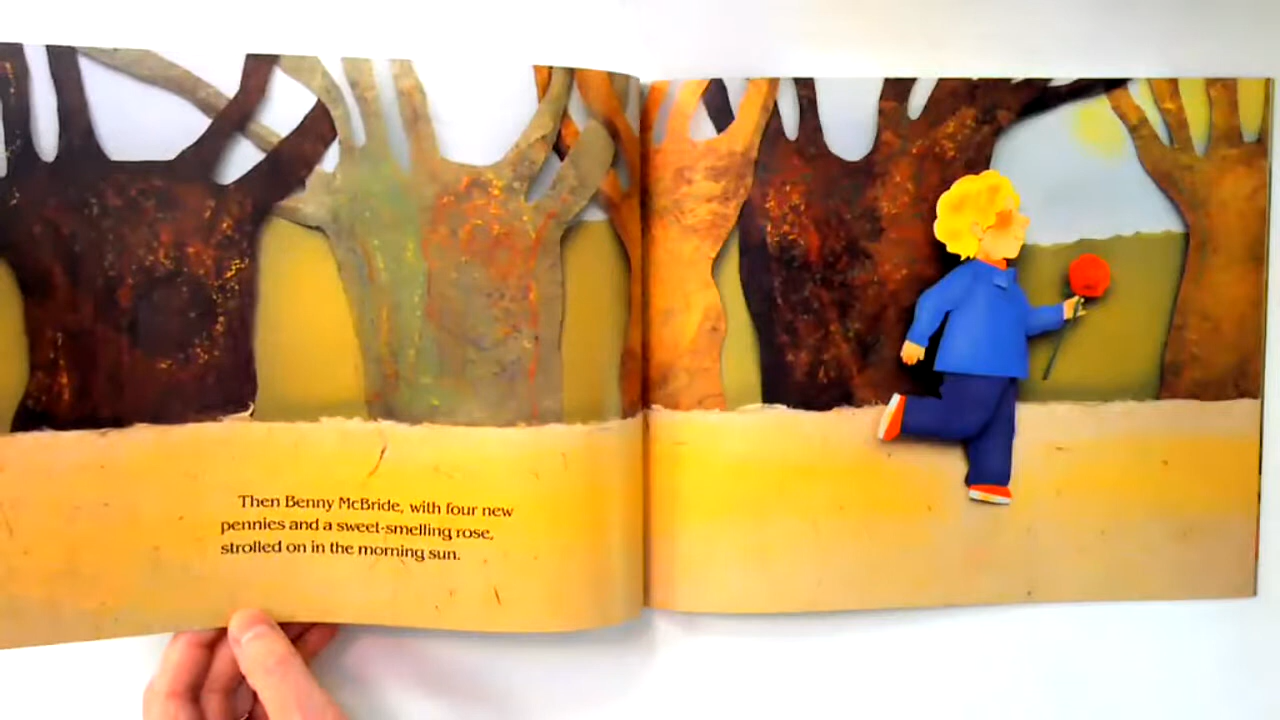 Then Benny McBride, with four new
pennies and a sweet-smelling rose,
strolled on in the morning sun.